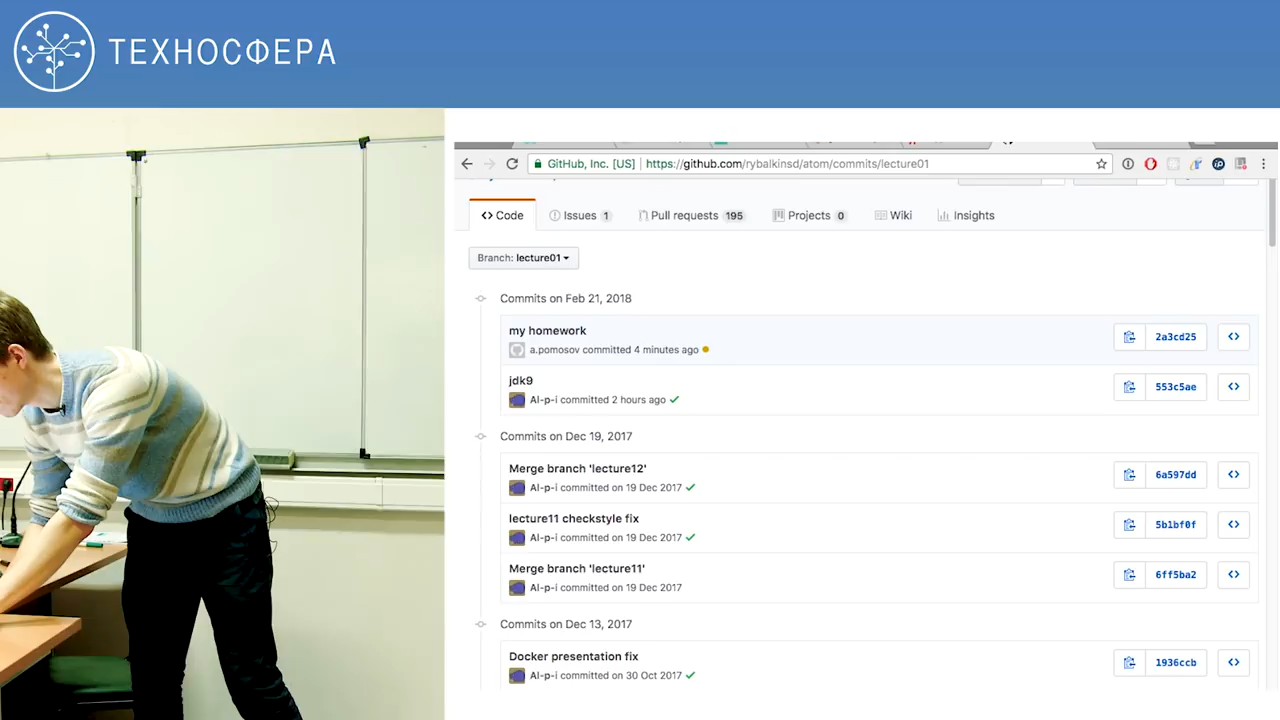 ТЕХНОСФЕРА
GitHub, Inc. [US] https://github.com/rybalkinsd/atom/commits/lecture01
Code Issues 1 Pull requests 195 Projects 0 Wiki Insights
Branch: lecture01
Commits on Feb 21, 2018
my homework
a.pomosov committed 4 minutes ago
2a3cd25
jdk9
Al-p-i committed 2 hours ago
553c5ae
Commits on Dec 19, 2017
Merge branch 'lecture12'
Al-p-i committed on 19 Dec 2017
6a597dd
lecture11 checkstyle fix
Al-p-i committed on 19 Dec 2017
5b1bf0f
Merge branch 'lecture11'
Al-p-i committed on 19 Dec 2017
6ff5ba2
Commits on Dec 13, 2017
Docker presentation fix
Al-p-i committed on 30 Oct 2017
1936ccb